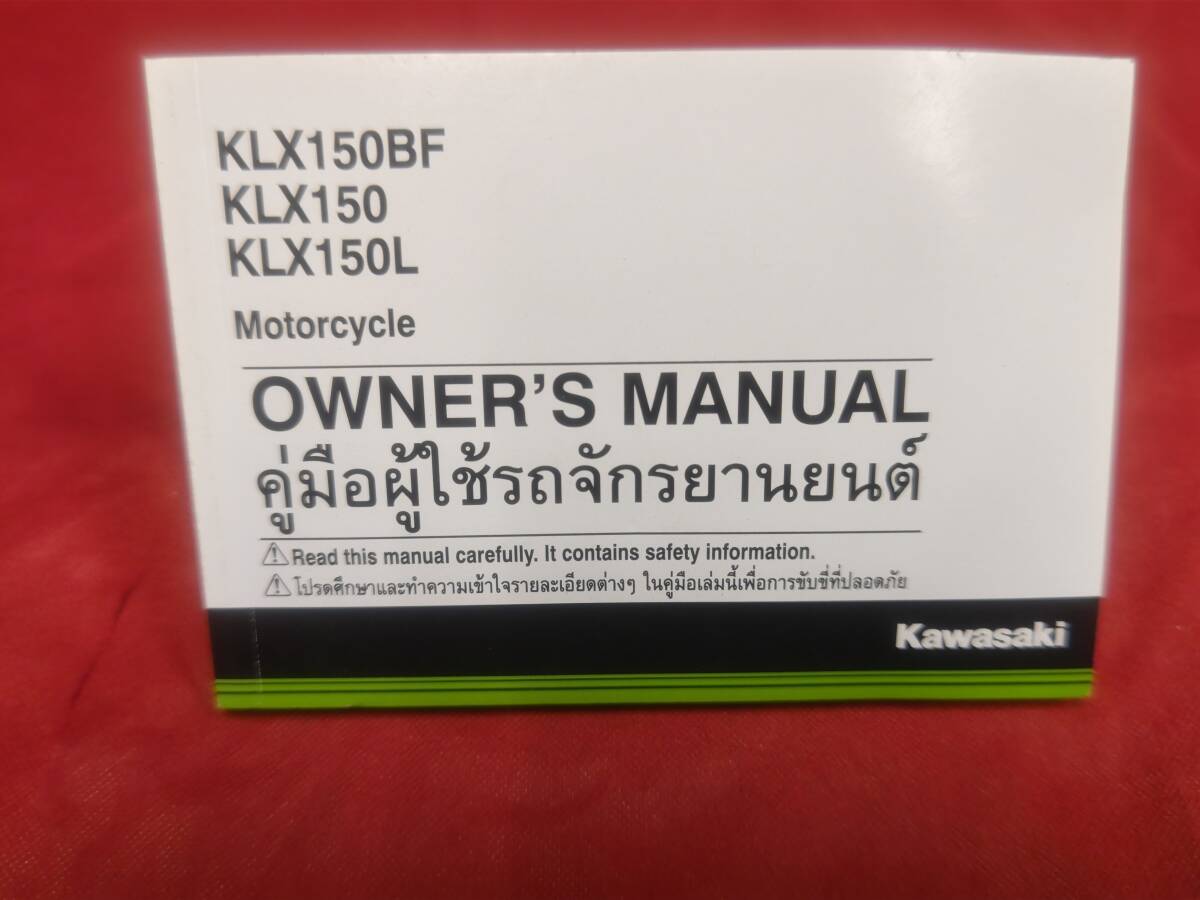 KLX150BF
KLX150
KLX150L
Motorcycle
OWNER'S MANUAL
คู่มือผู้ใช้รถจักรยานยนต์
⚠Read this manual carefully. It contains safety information.
⚠โปรดศึกษาและทำความเข้าใจรายละเอียดต่างๆ ในคู่มือเล่มนี้เพื่อการขับขี่ที่ปลอดภัย
Kawasaki